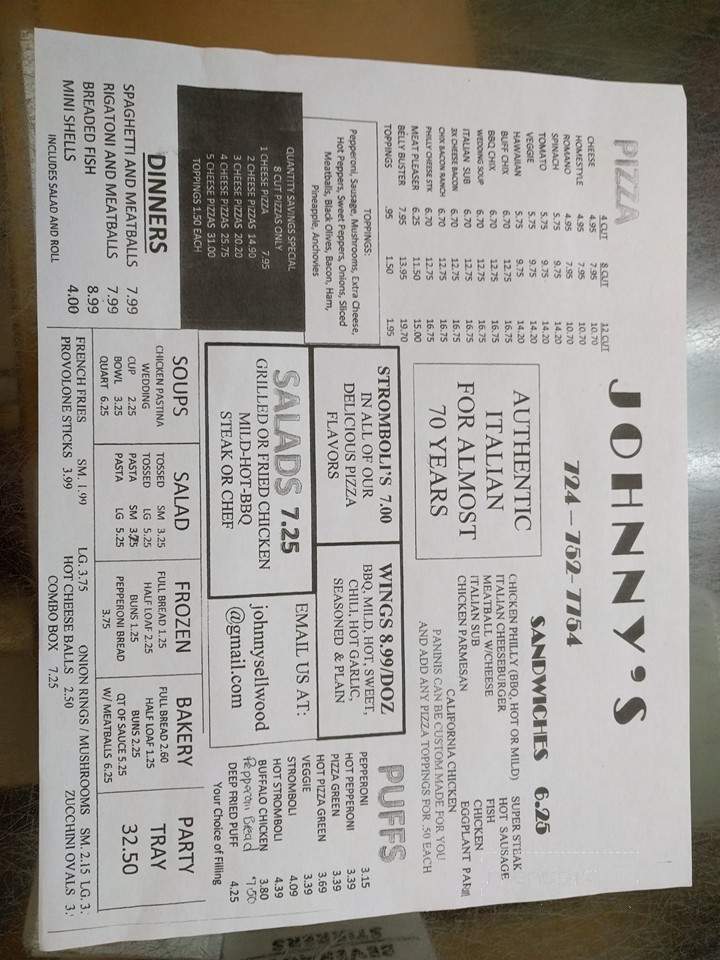 JOHNNY'S
724-752-7754
PIZZA
4 CUT 8 CUT 12 CUT
CHEESE 4.95 7.95 10.70
HOMESTYLE 4.95 7.95 10.70
ROMANO 4.95 7.95 10.70
SPINACH 5.75 9.75 14.20
TOMATO 5.75 9.75 14.20
VEGGIE 5.75 9.75 14.20
HAWAIIAN 5.75 9.75 14.20
BUFF CHIX 6.70 12.75 16.75
BBQ CHIX 6.70 12.75 16.75
WEDDING SOUP 6.70 12.75 16.75
ITALIAN SUB 6.70 12.75 16.75
3X CHEESE BACON 6.70 12.75 16.75
CHIX BACON RANCH 6.70 12.75 16.75
PHILLY CHEESE STK 6.70 12.75 16.75
MEAT PLEASER 6.25 11.50 15.00
BELLY BUSTER 7.95 13.95 19.70
TOPPINGS .95 1.50 1.95
TOPPINGS:
Pepperoni, Sausage, Mushrooms, Extra Cheese,
Hot Peppers, Sweet Peppers, Onions, Sliced
Meatballs, Black Olives, Bacon, Ham,
Pineapple, Anchovies
QUANTITY SAVINGS SPECIAL
8 CUT PIZZAS ONLY
1 CHEESE PIZZA 7.95
2 CHEESE PIZZAS 14.90
3 CHEESE PIZZAS 20.20
4 CHEESE PIZZAS 25.75
5 CHEESE PIZZAS 31.00
TOPPINGS 1.50 EACH
DINNERS
SPAGHETTI AND MEATBALLS 7.99
RIGATONI AND MEATBALLS 7.99
BREADED FISH 8.99
MINI SHELLS 4.00
INCLUDES SALAD AND ROLL
AUTHENTIC
ITALIAN
FOR ALMOST
70 YEARS
STROMBOLI'S 7.00
IN ALL OF OUR
DELICIOUS PIZZA
FLAVORS
WINGS 8.99/DOZ
BBQ, MILD, HOT, SWEET,
CHILI, HOT GARLIC,
SEASONED & PLAIN
SALADS 7.25
GRILLED OR FRIED CHICKEN
MILD-HOT-BBQ
STEAK OR CHEF
EMAIL US AT:
johnnysellwood
@gmail.com
SANDWICHES 6.25
CHICKEN PHILLY (BBQ, HOT OR MILD) SUPER STEAK
ITALIAN CHEESEBURGER HOT SAUSAGE
MEATBALL W/CHEESE FISH
ITALIAN SUB CHICKEN
CHICKEN PARMESAN EGGPLANT PARM
CALIFORNIA CHICKEN
PANINIS CAN BE CUSTOM MADE FOR YOU
AND ADD ANY PIZZA TOPPINGS FOR .50 EACH
PUFFS
PEPPERONI 3.15
HOT PEPPERONI 3.39
PIZZA GREEN 3.39
HOT PIZZA GREEN 3.69
VEGGIE 3.39
STROMBOLI 4.09
HOT STROMBOLI 4.39
BUFFALO CHICKEN 3.80
Pepperoni Bread
DEEP FRIED PUFF 4.25
Your Choice of Filling
SOUPS
CHICKEN PASTINA
WEDDING
CUP 2.25
BOWL 3.25
QUART 6.25
SALAD
TOSSED SM 3.25
TOSSED LG 5.25
PASTA SM
PASTA LG 5.25
FROZEN
FULL BREAD 1.25
HALF LOAF 2.25
BUNS 1.25
PEPPERONI BREAD
3.75
BAKERY
FULL BREAD 2.60
HALF LOAF 1.25
BUNS 2.25
QT OF SAUCE 5.25
W/ MEATBALLS 6.25
PARTY
TRAY
32.50
FRENCH FRIES SM. 1.99 LG. 3.75 ONION RINGS / MUSHROOMS SM. 2.15 LG. 3.
PROVOLONE STICKS 3.99 HOT CHEESE BALLS 2.50 ZUCCHINI OVALS 3.
COMBO BOX 7.25